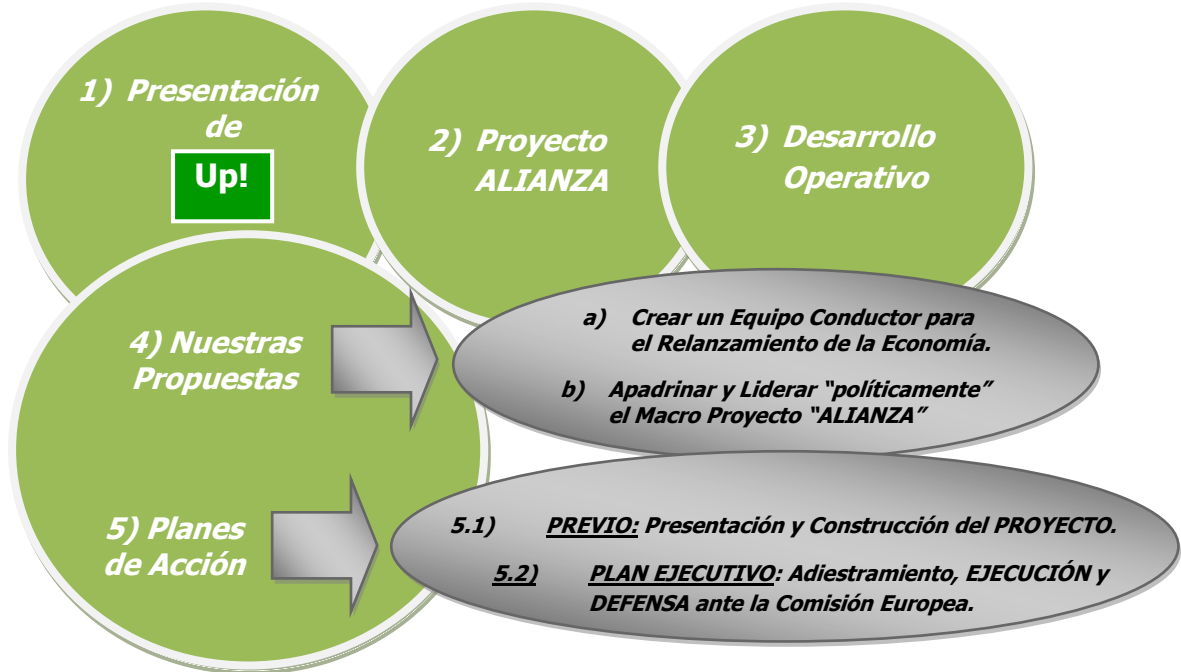 1) Presentación
de
Up!
2) Proyecto
ALIANZA
3) Desarrollo
Operativo
4) Nuestras
Propuestas
a) Crear un Equipo Conductor para
el Relanzamiento de la Economía.
b) Apadrinar y Liderar “políticamente”
el Macro Proyecto “ALIANZA”
5) Planes
de Acción
5.1) PREVIO: Presentación y Construcción del PROYECTO.
5.2) PLAN EJECUTIVO: Adiestramiento, EJECUCIÓN y
DEFENSA ante la Comisión Europea.